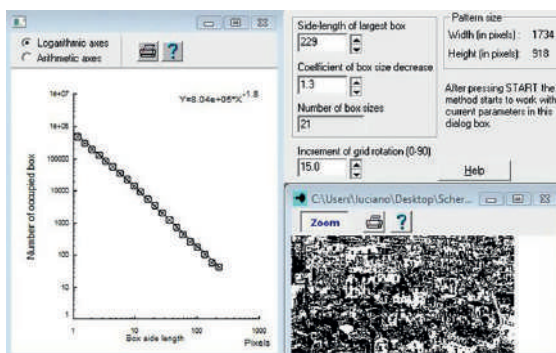 Logarithmic axes
Arithmetic axes
Y=8.04e+05*X^-1.8
Number of occupied box
1e+07
1e+06
100000
10000
1000
100
10
1
1
10
100
1000
Box side length
Pixels
Side-length of largest box
229
Coefficient of box size decrease
1.3
Number of box sizes
21
Increment of grid rotation (0-90)
15.0
Pattern size
Width (in pixels) : 1734
Height (in pixels) : 918
After pressing START the
method starts to work with
current parameters in this
dialog box.
Help
C:\Users\luciano\Desktop\Scher...
Zoom